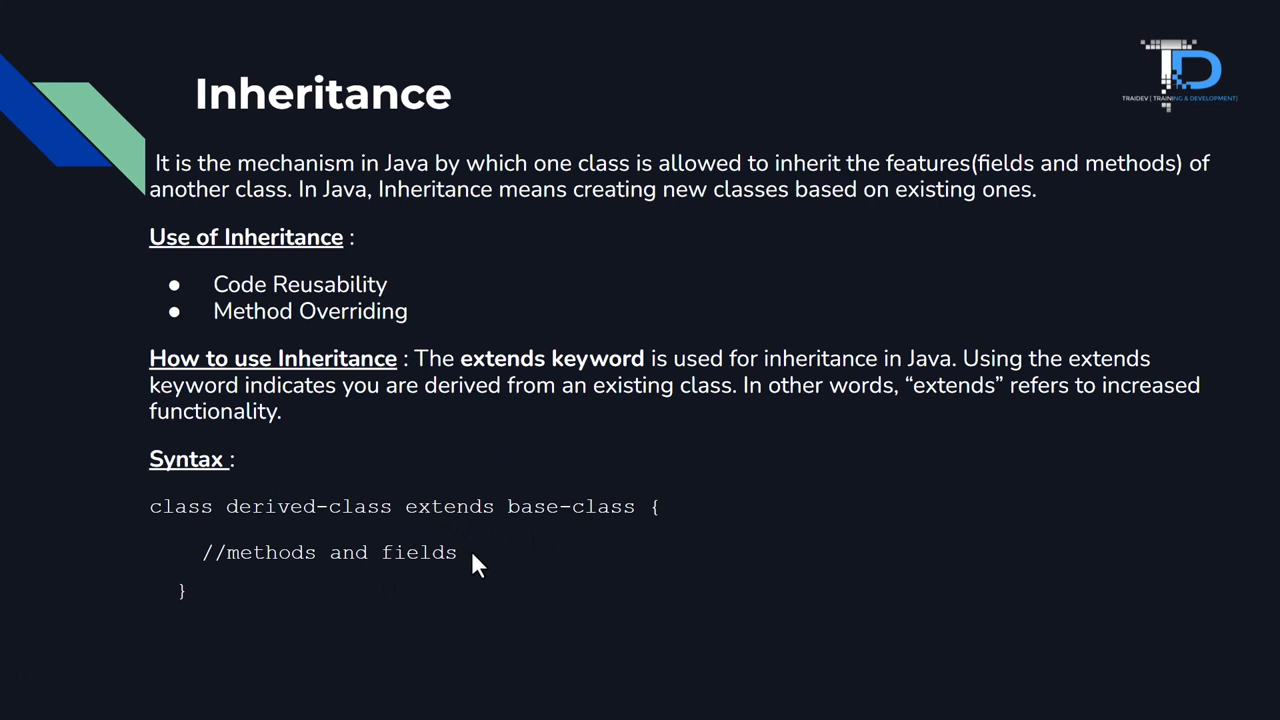 Inheritance
TRAIDEV [ TRAINING & DEVELOPMENT]
It is the mechanism in Java by which one class is allowed to inherit the features(fields and methods) of
another class. In Java, Inheritance means creating new classes based on existing ones.
Use of Inheritance :
● Code Reusability
● Method Overriding
How to use Inheritance : The extends keyword is used for inheritance in Java. Using the extends
keyword indicates you are derived from an existing class. In other words, “extends” refers to increased
functionality.
Syntax :
class derived-class extends base-class {
//methods and fields
}